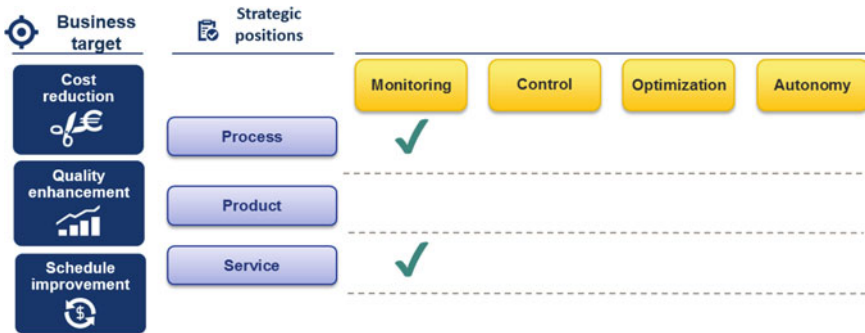 Business
target
Strategic
positions
Cost
reduction
€
Monitoring
Control
Optimization
Autonomy
Process
Quality
enhancement
Product
Service
Schedule
improvement
$